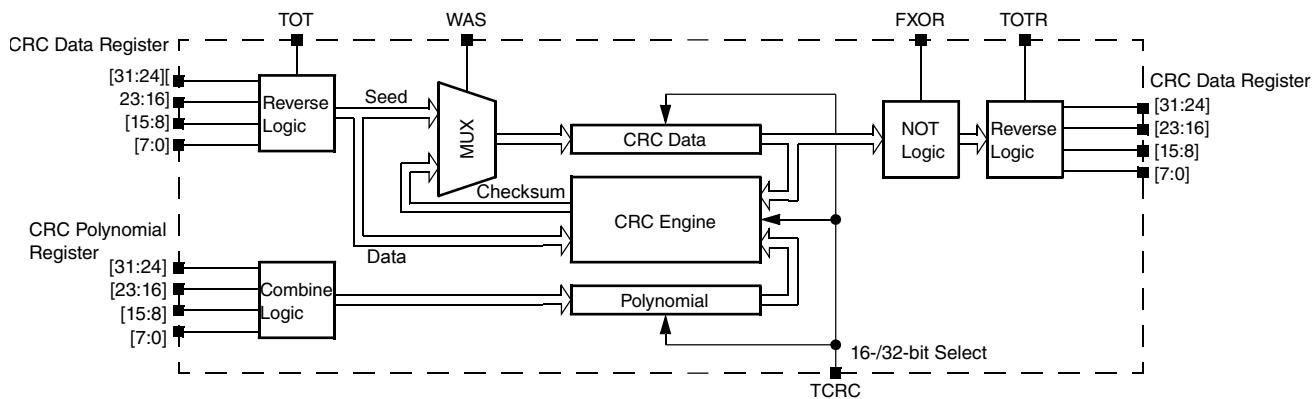 TOT
WAS
FXOR
TOTR
CRC Data Register
[31:24][
23:16]
[15:8]
[7:0]
Reverse
Logic
Seed
MUX
CRC Data
NOT
Logic
Reverse
Logic
CRC Data Register
[31:24]
[23:16]
[15:8]
[7:0]
Checksum
CRC Engine
Data
CRC Polynomial
Register
[31:24]
[23:16]
[15:8]
[7:0]
Combine
Logic
Polynomial
16-/32-bit Select
TCRC